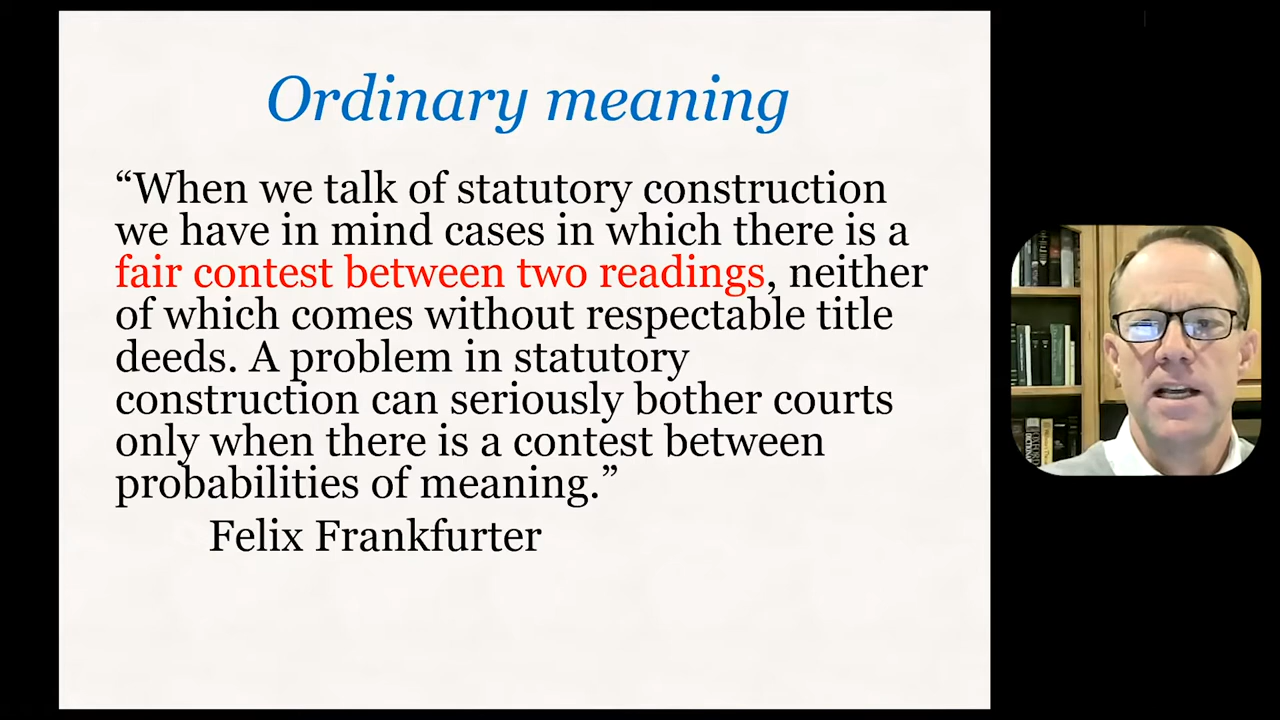 Ordinary meaning
“When we talk of statutory construction
we have in mind cases in which there is a
fair contest between two readings, neither
of which comes without respectable title
deeds. A problem in statutory
construction can seriously bother courts
only when there is a contest between
probabilities of meaning.”
Felix Frankfurter